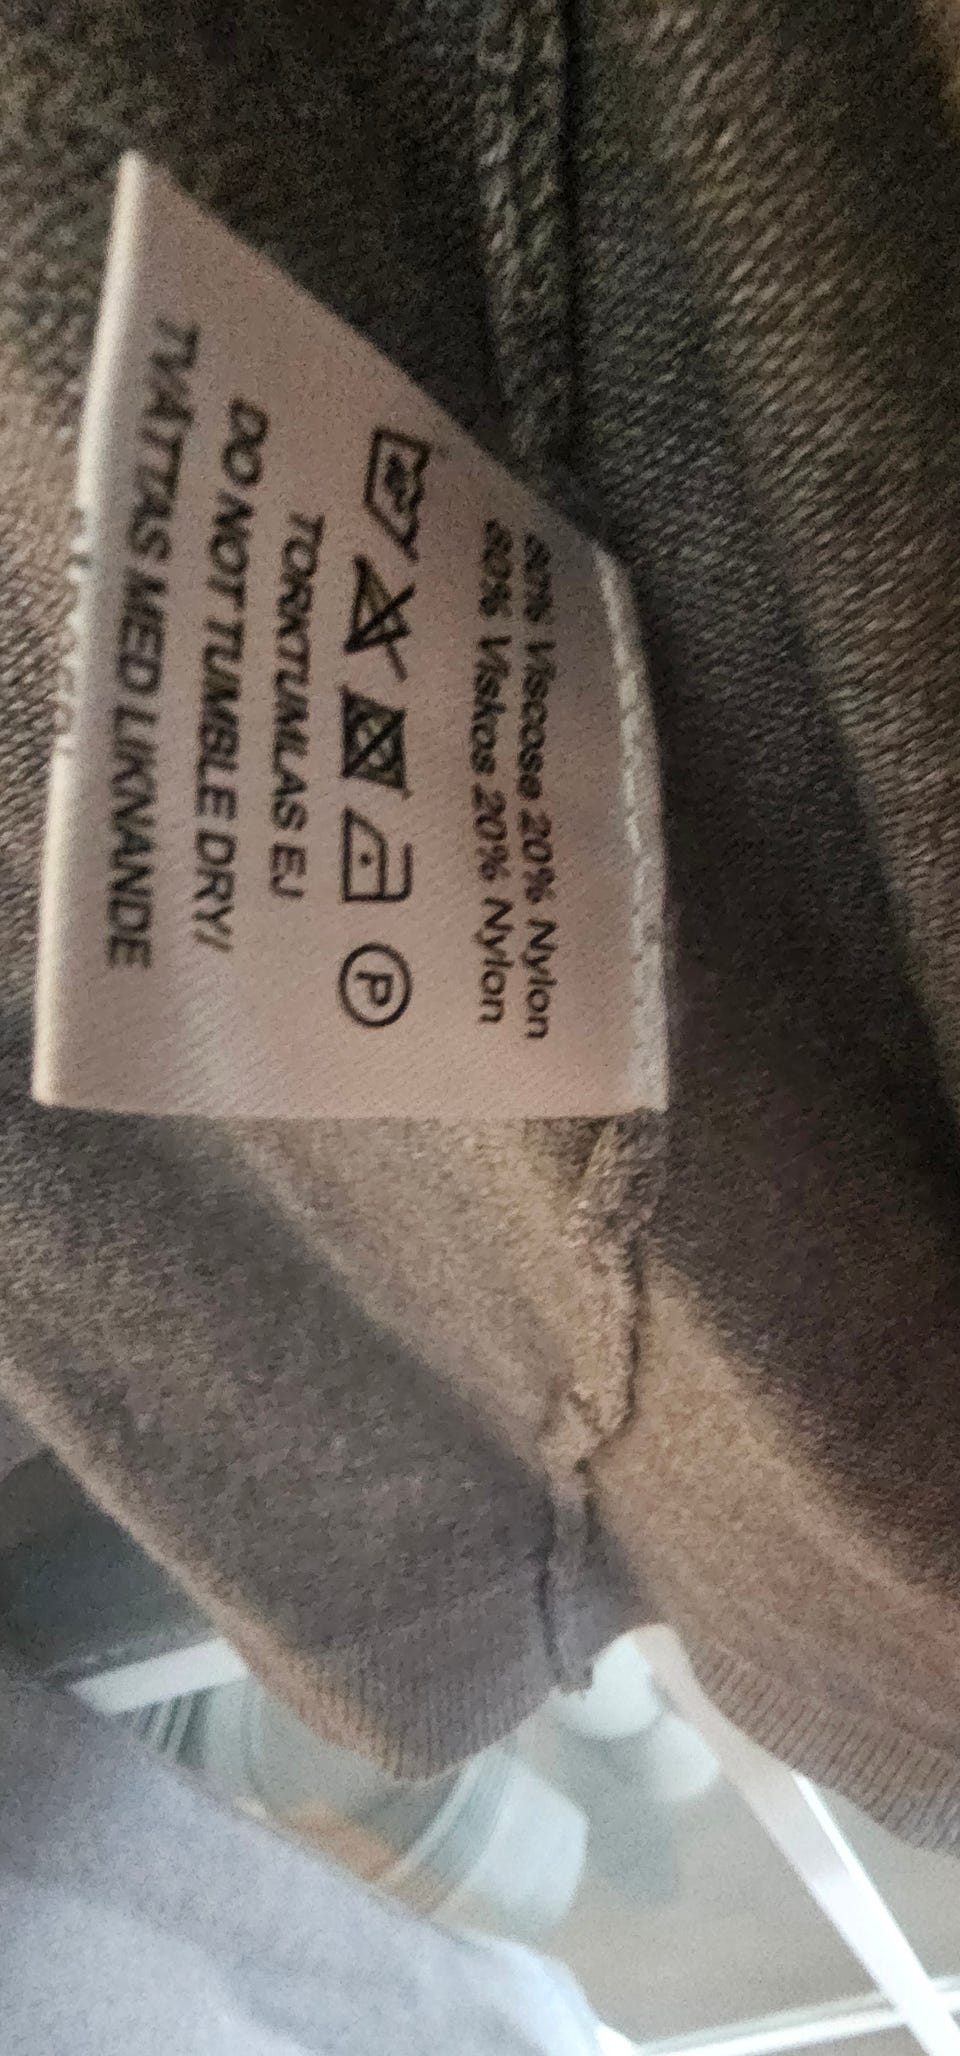 80% Viscose 20% Nylon
80% Viskos 20% Nylon
P
TORKTUMLAS EJ
DO NOT TUMBLE DRY/
TVÄTTAS MED LIKNANDE